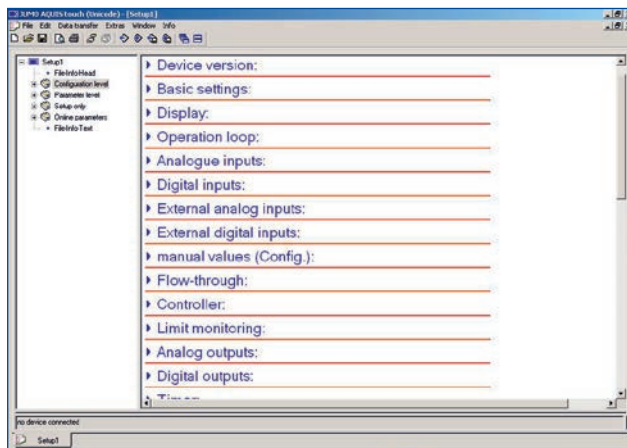 JUMO AQUIS touch (Unicode) - [Setup1]
File Edit Data transfer Extras Window Info
Setup1
FileInfoHead
Configuration level
Parameter level
Setup only
Online parameters
FileInfoText
Device version:
Basic settings:
Display:
Operation loop:
Analogue inputs:
Digital inputs:
External analog inputs:
External digital inputs:
manual values (Config.):
Flow-through:
Controller:
Limit monitoring:
Analog outputs:
Digital outputs:
no device connected
Setup1